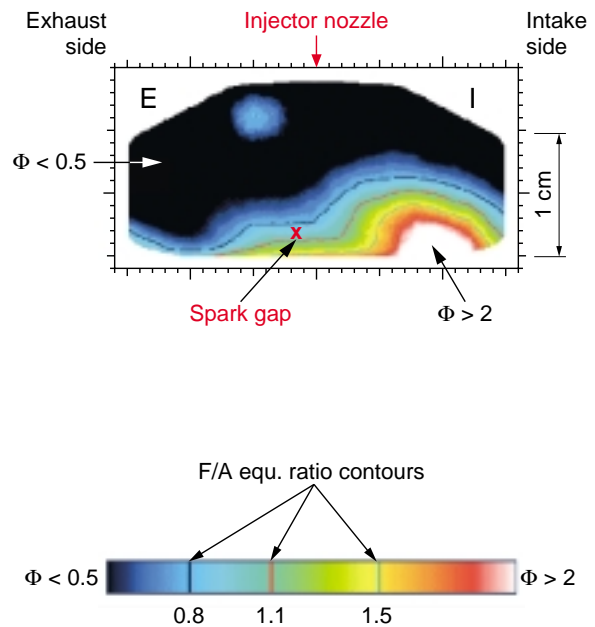 Exhaust
side
Injector nozzle
Intake
side
E
I
Φ < 0.5
1 cm
x
Spark gap
Φ > 2
F/A equ. ratio contours
Φ < 0.5
Φ > 2
0.8
1.1
1.5